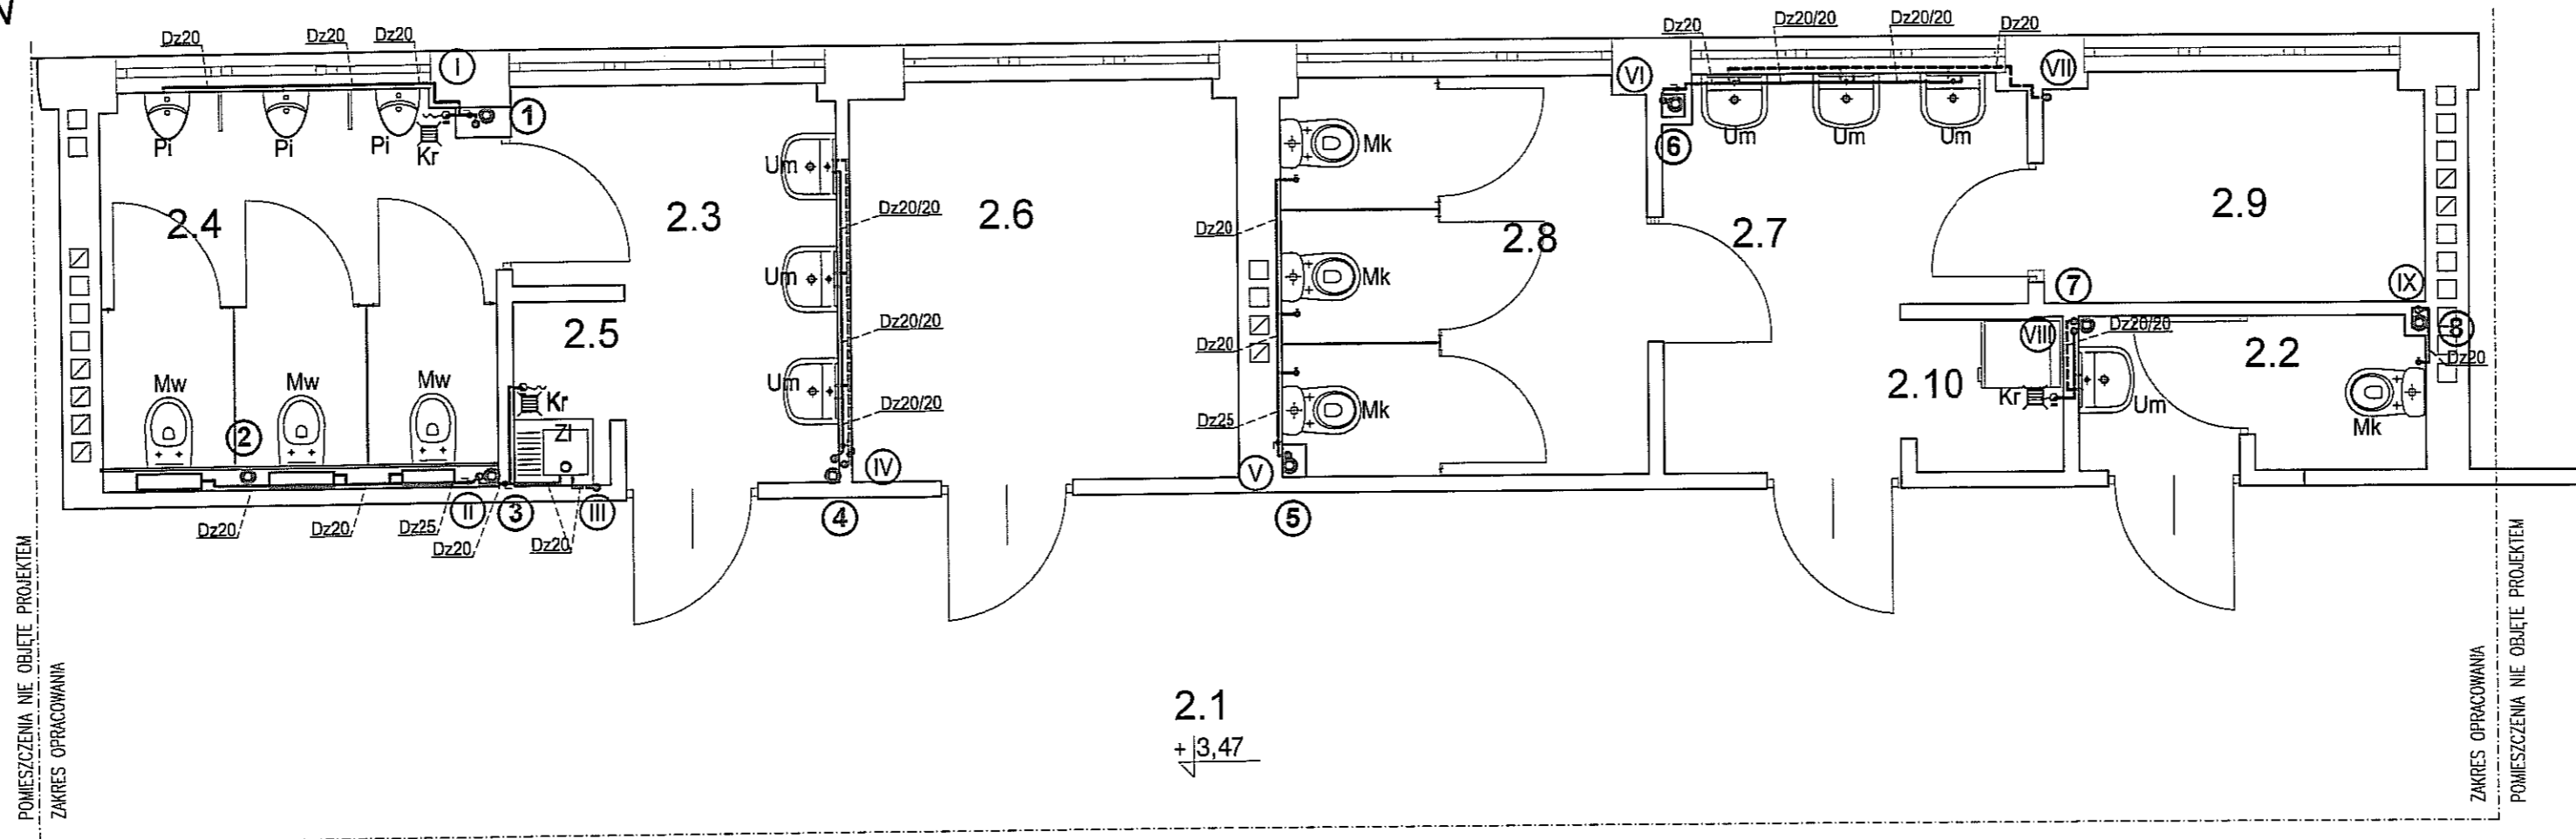 Dz20 Dz20 Dz20 Dz20 Dz20/20 Dz20/20 Dz20
I VI VII
1
Pi Pi Pi Kr Um Mk 6 Um Um Um
2.4 2.3 Dz20/20 2.6 Dz20 2.8 2.7 2.9
Um Mk 7 IX
2.5 Dz20/20 Dz20 VIII Dz20/20 2.2 8 Dz20
Mw Mw Mw Um 2.10
Kr Dz20/20 Dz25 Mk Kr Um Mk
2 Zl IV V
II 3 III 4 5
Dz20 Dz20 Dz25 Dz20 Dz20
2.1
+ 3,47
POMIESZCZENIA NIE OBJĘTE PROJEKTEM
ZAKRES OPRACOWANIA
ZAKRES OPRACOWANIA
POMIESZCZENIA NIE OBJĘTE PROJEKTEM